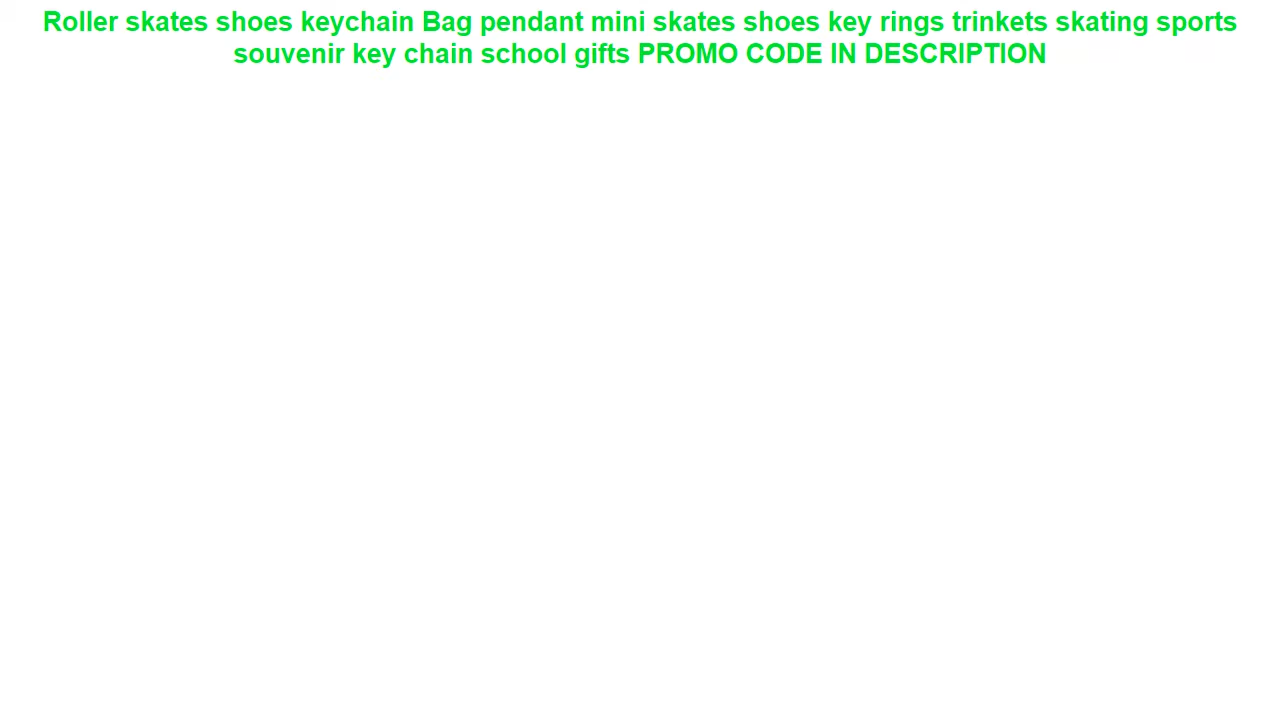 Roller skates shoes keychain Bag pendant mini skates shoes key rings trinkets skating sports
souvenir key chain school gifts PROMO CODE IN DESCRIPTION